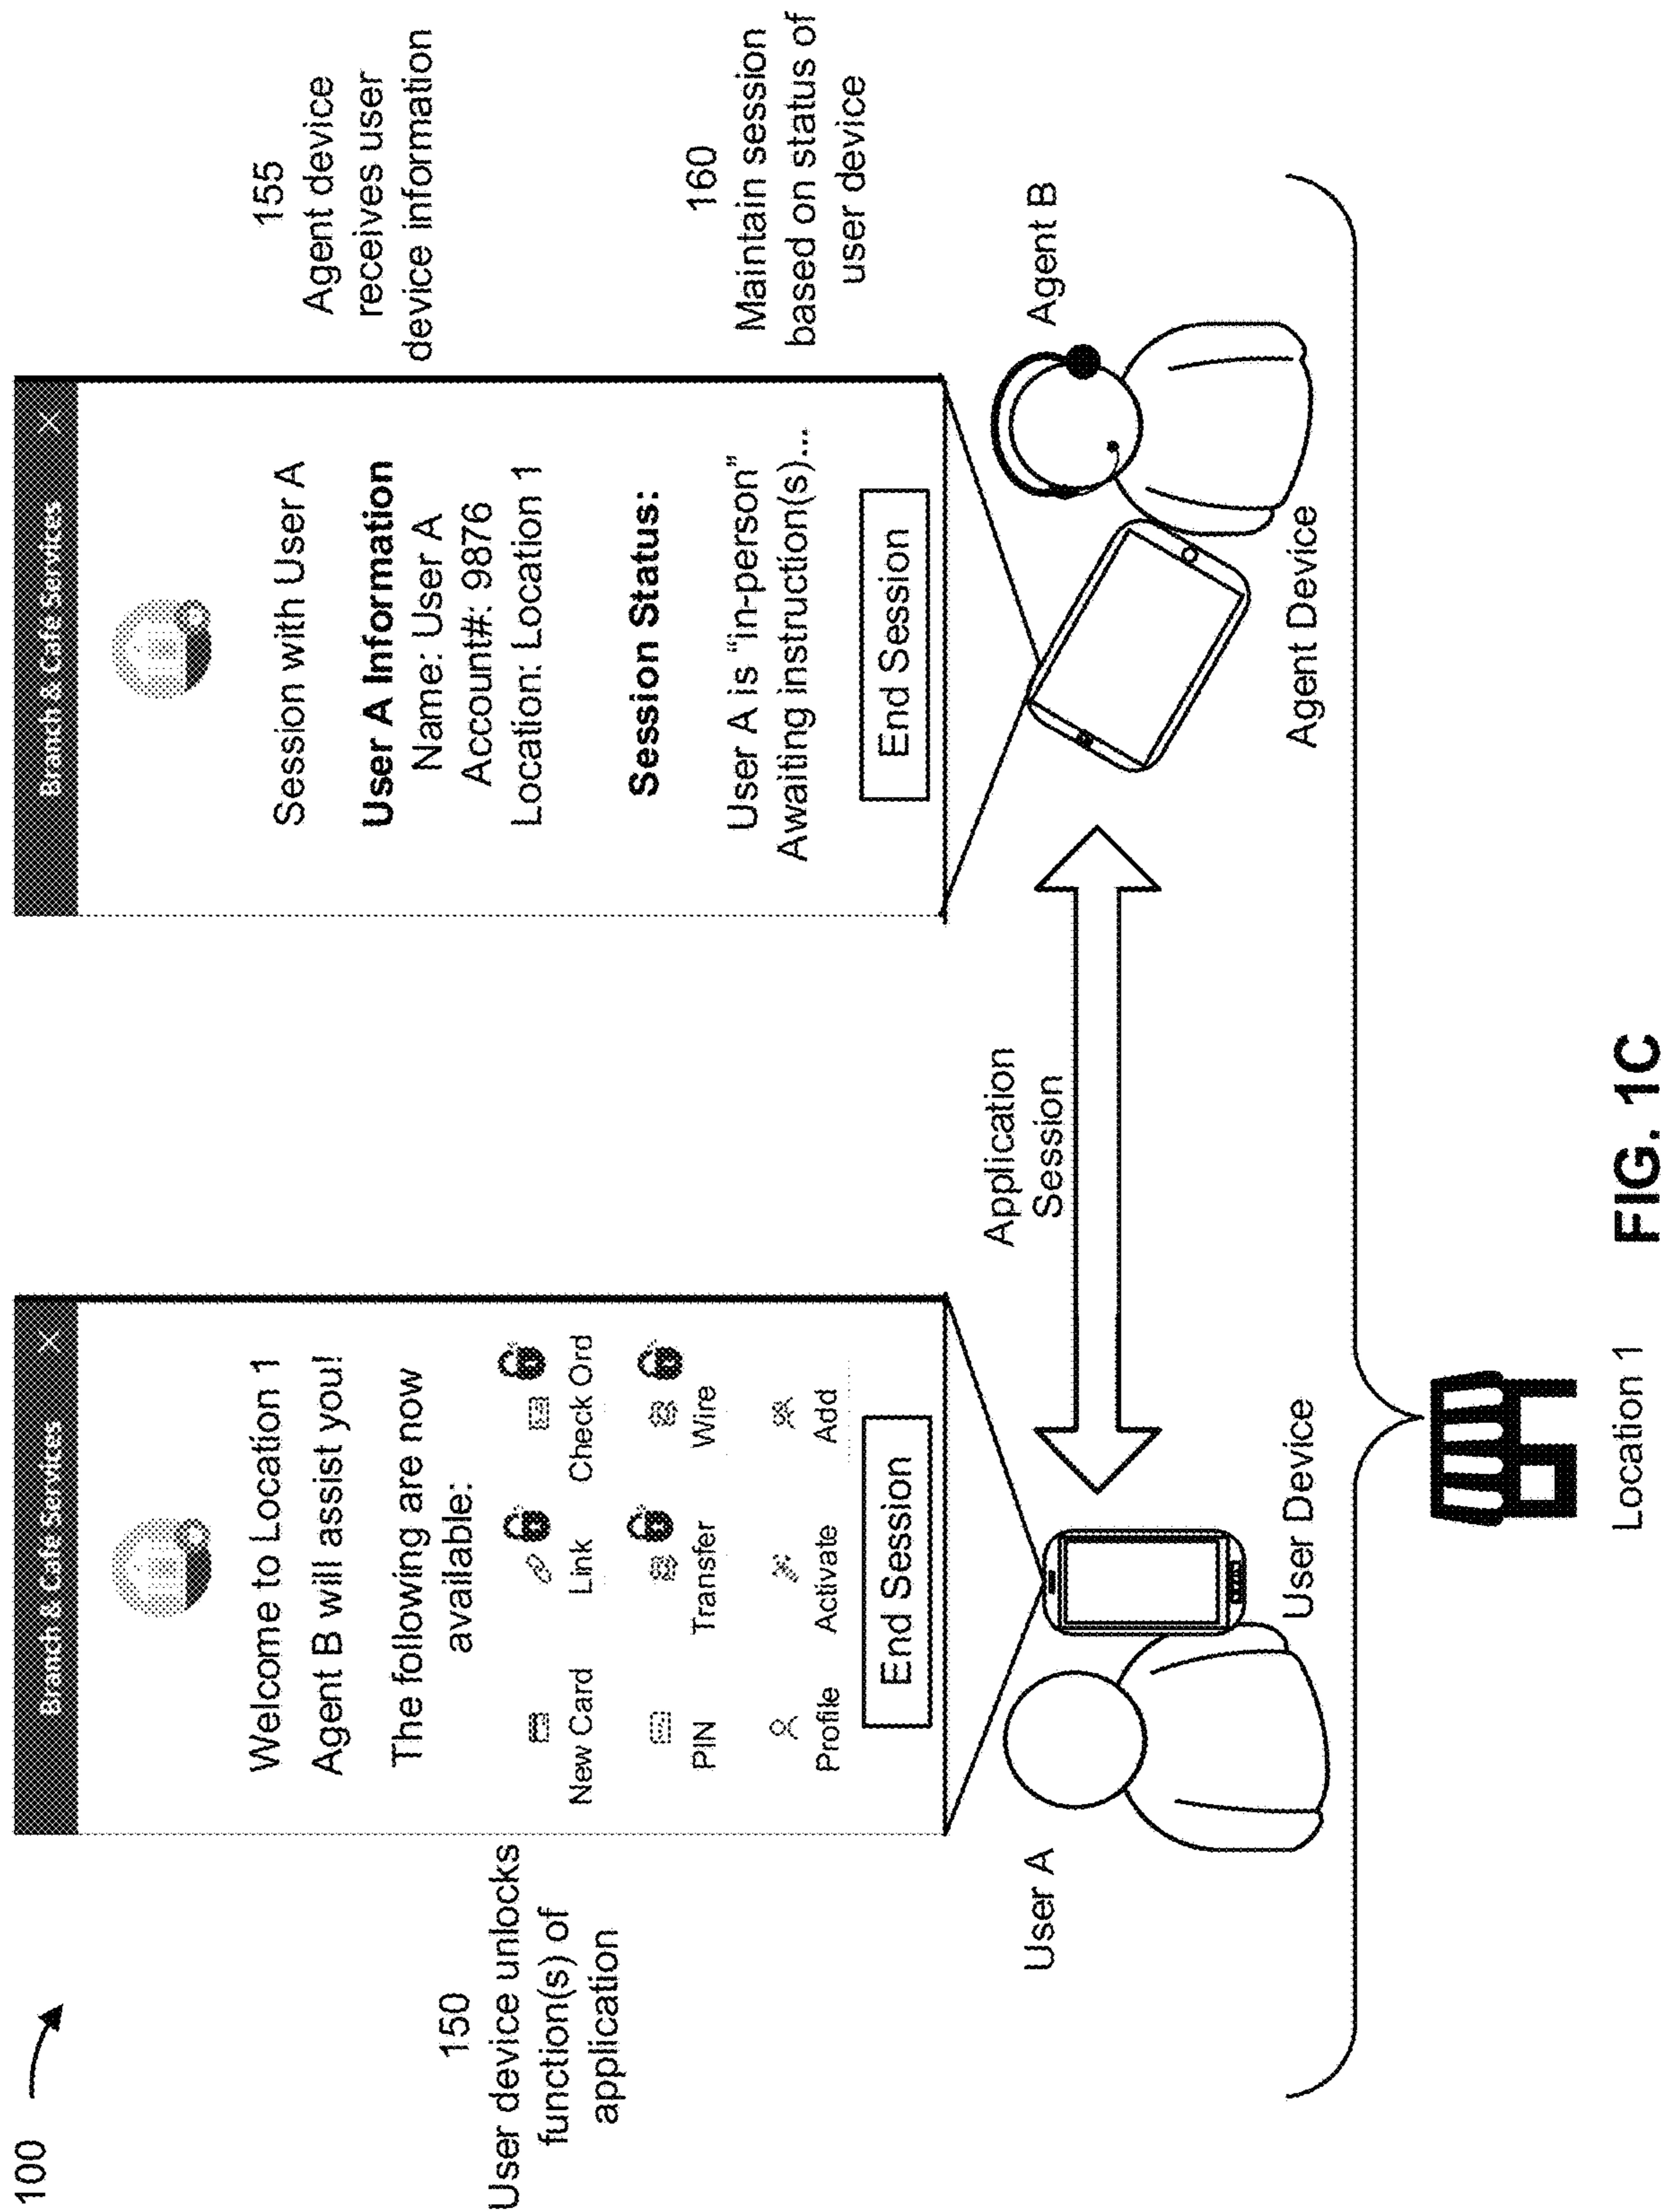 100
150
User device unlocks
function(s) of
application
Branch & Cafe Services X
Welcome to Location 1
Agent B will assist you!
The following are now
available:
New Card Link Check Ord
PIN Transfer Wire
Profile Activate Add
End Session
User A
User Device
Application
Session
Branch & Cafe Services X
Session with User A
User A Information
Name: User A
Account#: 9876
Location: Location 1
Session Status:
User A is “in-person”
Awaiting instruction(s)...
End Session
155
Agent device
receives user
device information
160
Maintain session
based on status of
user device
Agent B
Agent Device
Location 1
FIG. 1C